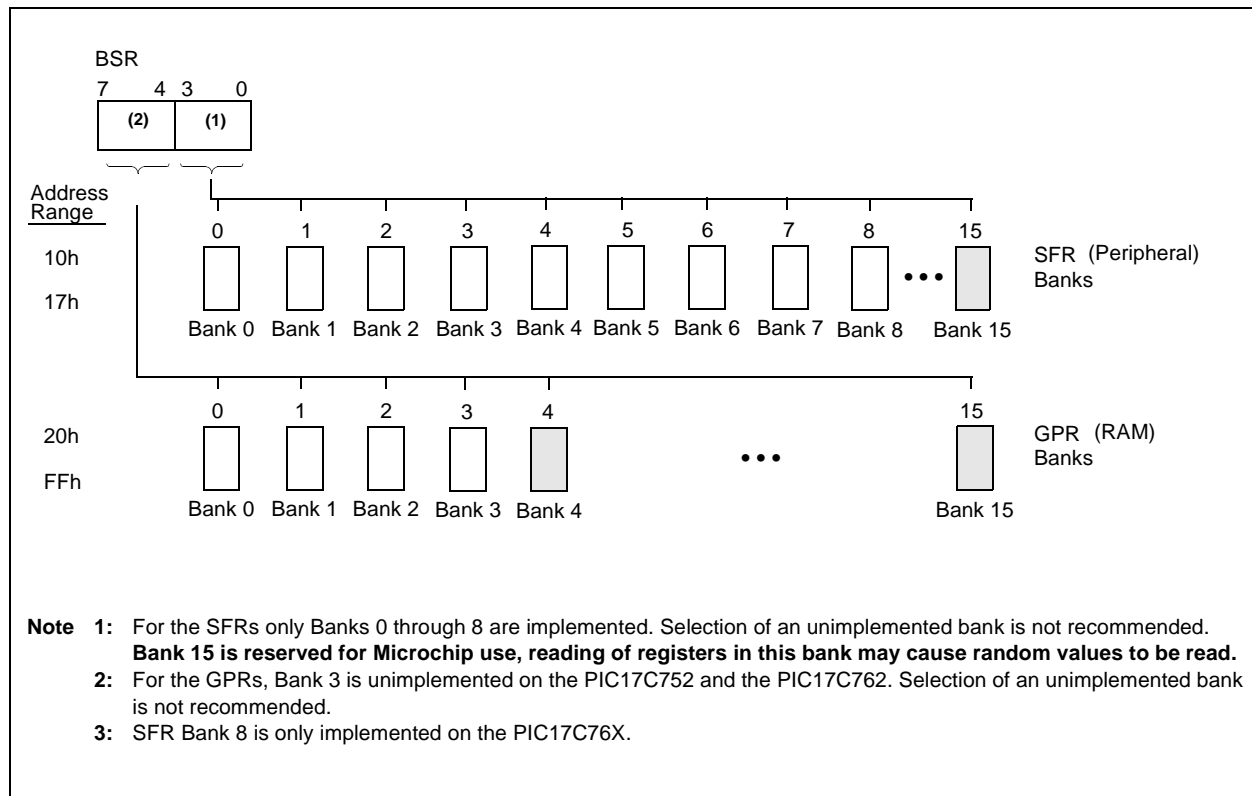 BSR
7 4 3 0
(2) (1)
Address
Range
0 1 2 3 4 5 6 7 8 15
10h
17h
SFR (Peripheral)
Banks
•••
Bank 0 Bank 1 Bank 2 Bank 3 Bank 4 Bank 5 Bank 6 Bank 7 Bank 8 Bank 15
0 1 2 3 4 15
20h
FFh
GPR (RAM)
Banks
•••
Bank 0 Bank 1 Bank 2 Bank 3 Bank 4 Bank 15
Note 1: For the SFRs only Banks 0 through 8 are implemented. Selection of an unimplemented bank is not recommended.
Bank 15 is reserved for Microchip use, reading of registers in this bank may cause random values to be read.
2: For the GPRs, Bank 3 is unimplemented on the PIC17C752 and the PIC17C762. Selection of an unimplemented bank
is not recommended.
3: SFR Bank 8 is only implemented on the PIC17C76X.